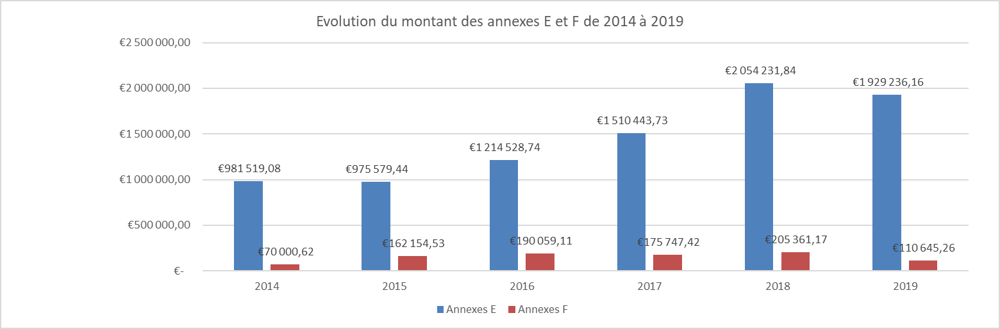 Evolution du montant des annexes E et F de 2014 à 2019
€2 500 000,00
€2 000 000,00
€1 500 000,00
€1 000 000,00
€500 000,00
€-
€981 519,08
€70 000,62
€975 579,44
€162 154,53
€1 214 528,74
€190 059,11
€1 510 443,73
€175 747,42
€2 054 231,84
€205 361,17
€1 929 236,16
€110 645,26
2014 2015 2016 2017 2018 2019
Annexes E Annexes F